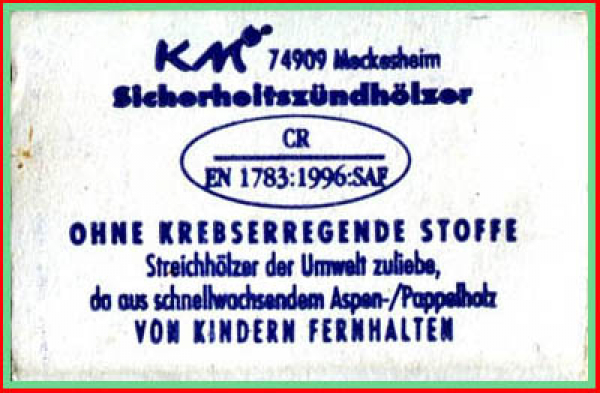 KM 74909 Meckesheim
Sicherheitszündhölzer
CR
EN 1783:1996:SAF
OHNE KREBSERREGENDE STOFFE
Streichhölzer der Umwelt zuliebe,
da aus schnellwachsendem Aspen-/Pappelholz
VON KINDERN FERNHALTEN